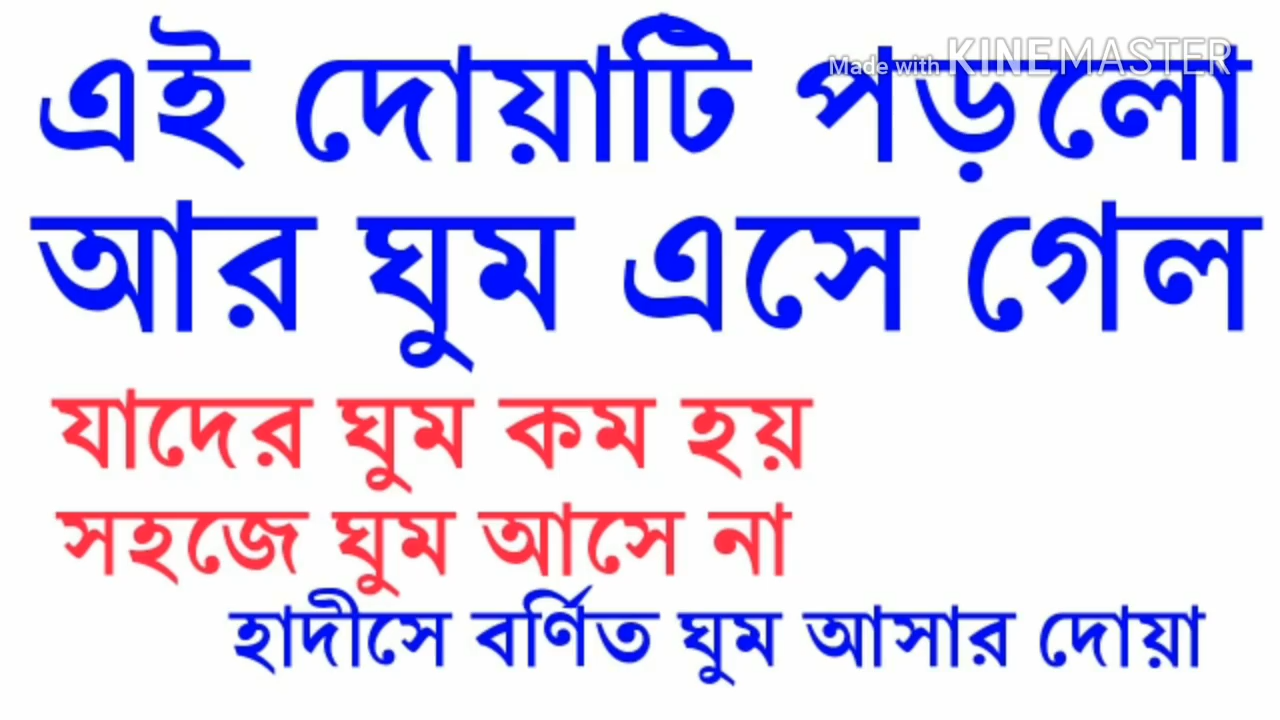 এই দোয়াটি পড়লো
Made with KINEMASTER
আর ঘুম এসে গেল
যাদের ঘুম কম হয়
সহজে ঘুম আসে না
হাদীসে বর্ণিত ঘুম আসার দোয়া